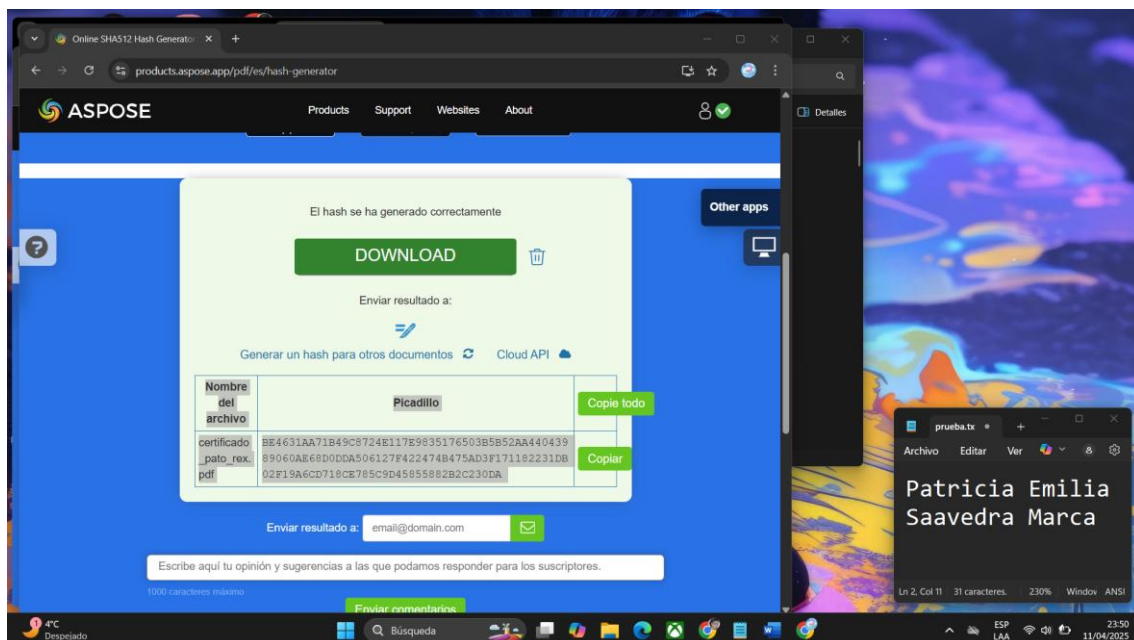 Online SHA512 Hash Generator
products.aspose.app/pdf/es/hash-generator
ASPOSE
Products Support Websites About
Detalles
El hash se ha generado correctamente
Other apps
DOWNLOAD
Enviar resultado a:
Generar un hash para otros documentos Cloud API
Nombre del archivo
Picadillo
Copie todo
certificado
_pato_rex.
pdf
BE4631AA71B49C8724E117E9835176503B5B52AA440439
89060AE68D0DDA506127F422474B475AD3F171182231DB
02F19A6CD718CE785C9D45855882B2C230DA
Copiar
Enviar resultado a: email@domain.com
Escribe aquí tu opinión y sugerencias a las que podamos responder para los suscriptores.
1000 caracteres máximo
Enviar comentarios
prueba.tx
Archivo Editar Ver
Patricia Emilia
Saavedra Marca
Ln 2, Col 11 31 caracteres. 230% Window ANSI
1
4°C
Despejado
Búsqueda
ESP
LAA
23:50
11/04/2025